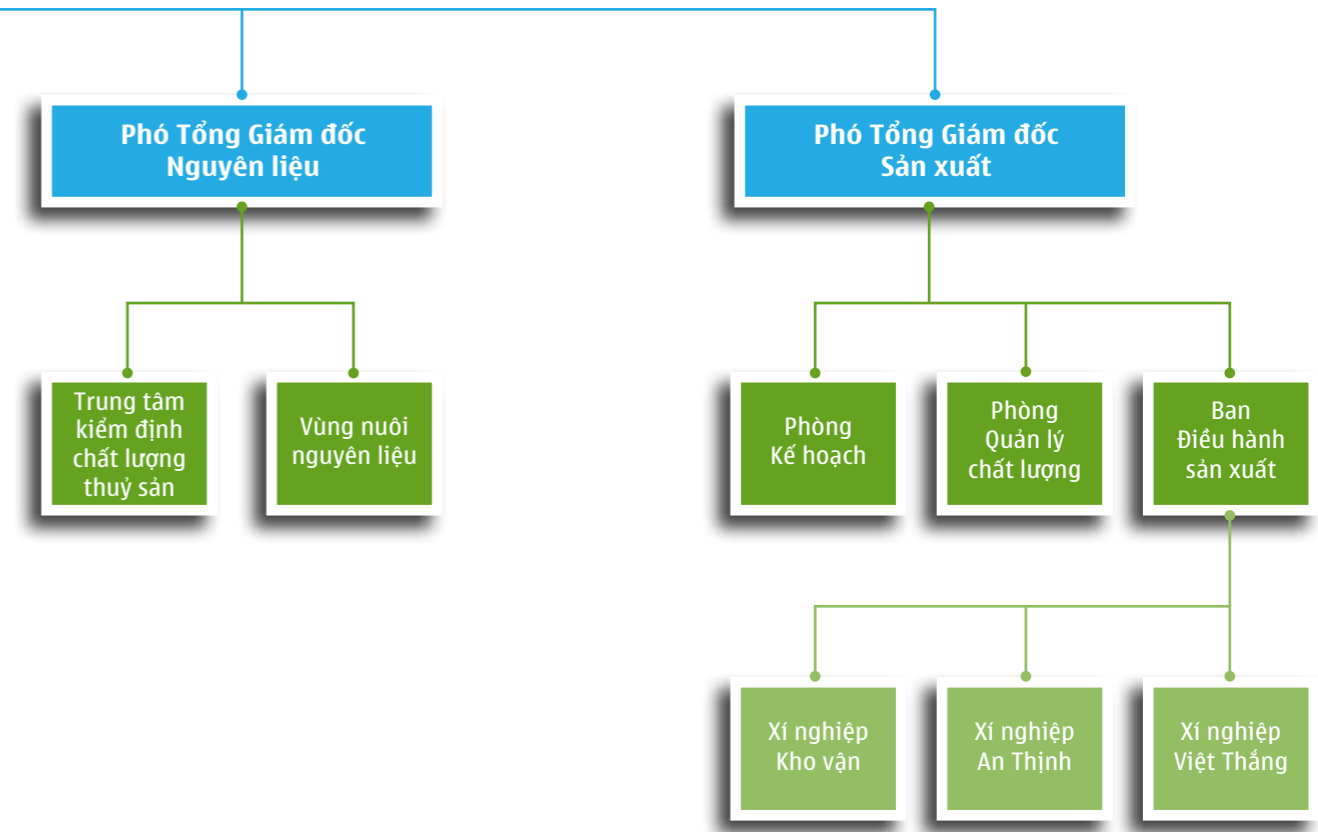 Phó Tổng Giám đốc
Nguyên liệu
Phó Tổng Giám đốc
Sản xuất
Trung tâm
kiểm định
chất lượng
thuỷ sản
Vùng nuôi
nguyên liệu
Phòng
Kế hoạch
Phòng
Quản lý
chất lượng
Ban
Điều hành
sản xuất
Xí nghiệp
Kho vận
Xí nghiệp
An Thịnh
Xí nghiệp
Việt Thắng